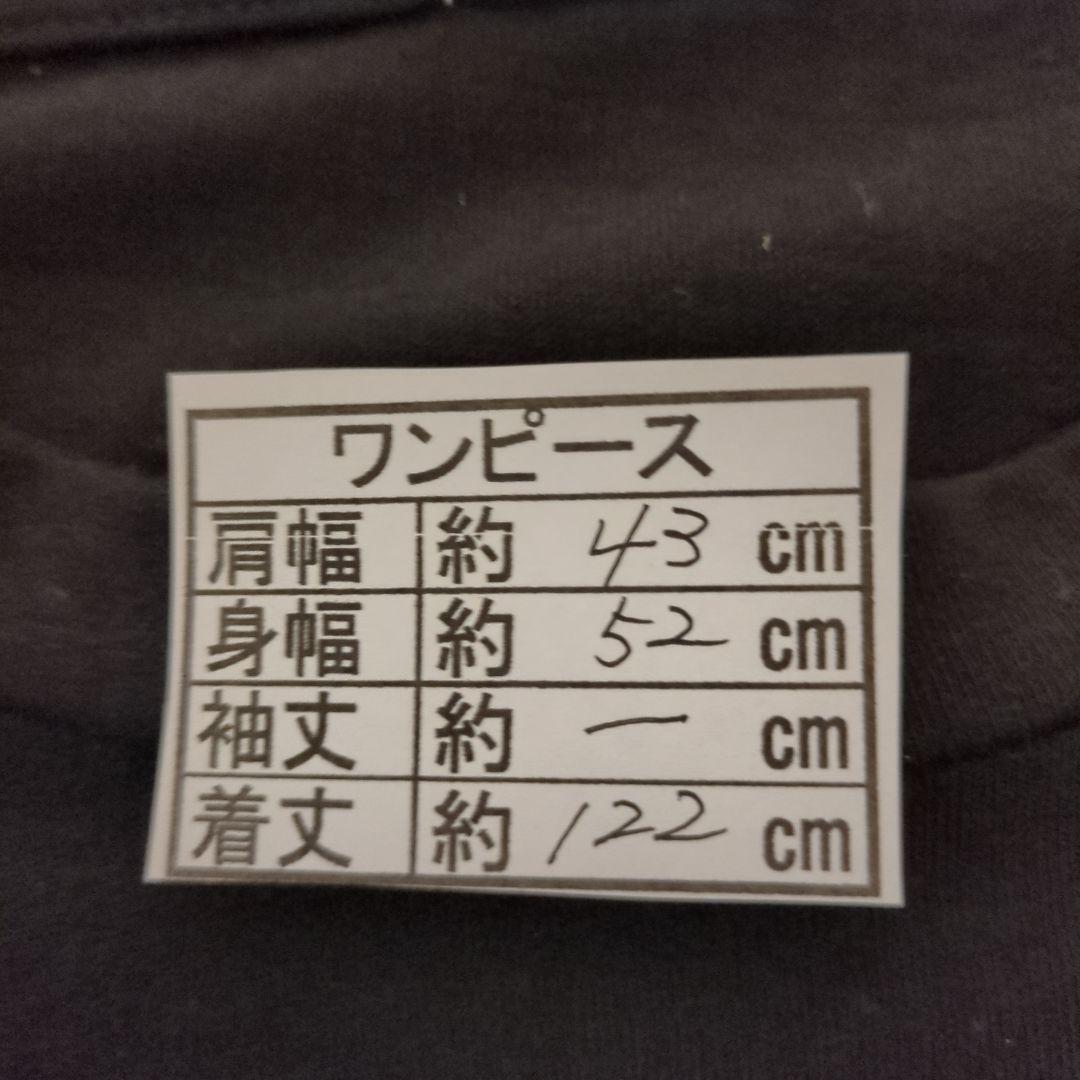 ワンピース
肩幅 約 43 cm
身幅 約 52 cm
袖丈 約 ー cm
着丈 約 122 cm